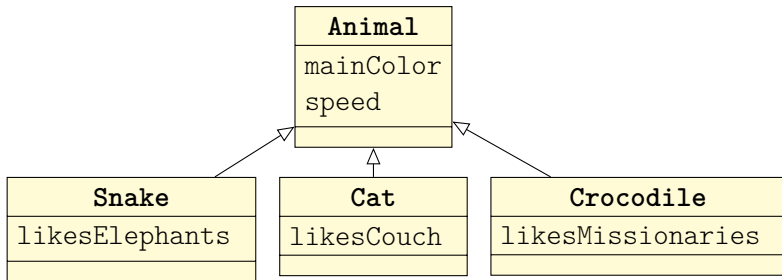 Animal
mainColor
speed
Snake
likesElephants
Cat
likesCouch
Crocodile
likesMissionaries